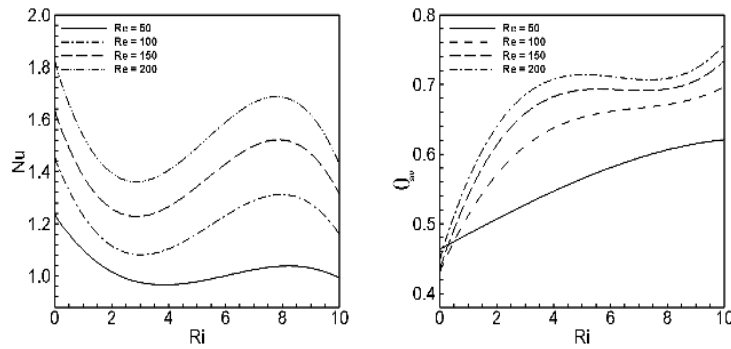 2.0
1.8
1.6
1.4
1.2
1.0
Nu
Re = 50
Re = 100
Re = 150
Re = 200
0 2 4 6 8 10
Ri
0.8
0.7
0.6
0.5
0.4
θav
Re = 50
Re = 100
Re = 150
Re = 200
0 2 4 6 8 10
Ri